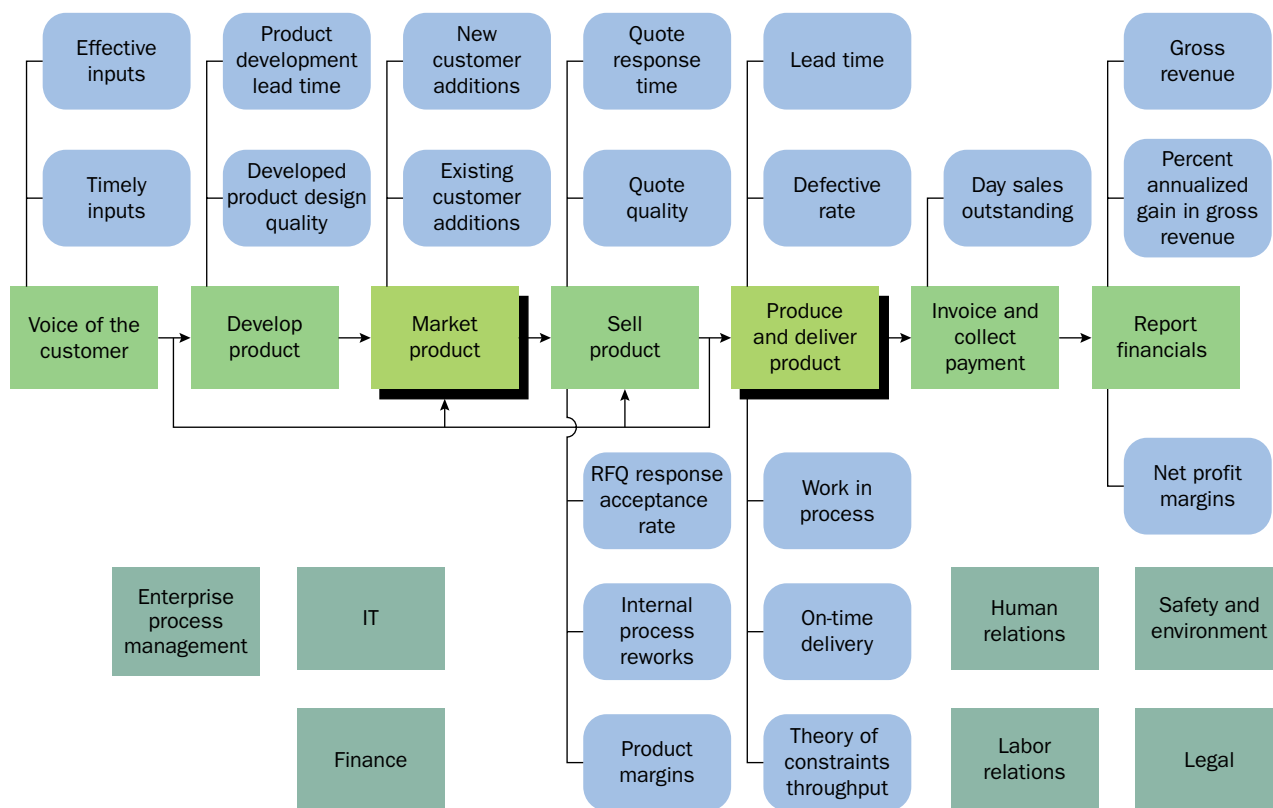 Effective
inputs
Product
development
lead time
New
customer
additions
Quote
response
time
Lead time
Gross
revenue
Timely
inputs
Developed
product design
quality
Existing
customer
additions
Quote
quality
Defective
rate
Day sales
outstanding
Percent
annualized
gain in gross
revenue
Voice of the
customer
Develop
product
Market
product
Sell
product
Produce
and deliver
product
Invoice and
collect
payment
Report
financials
RFQ response
acceptance
rate
Work in
process
Net profit
margins
Enterprise
process
management
IT
Internal
process
reworks
On-time
delivery
Human
relations
Safety and
environment
Finance
Product
margins
Theory of
constraints
throughput
Labor
relations
Legal